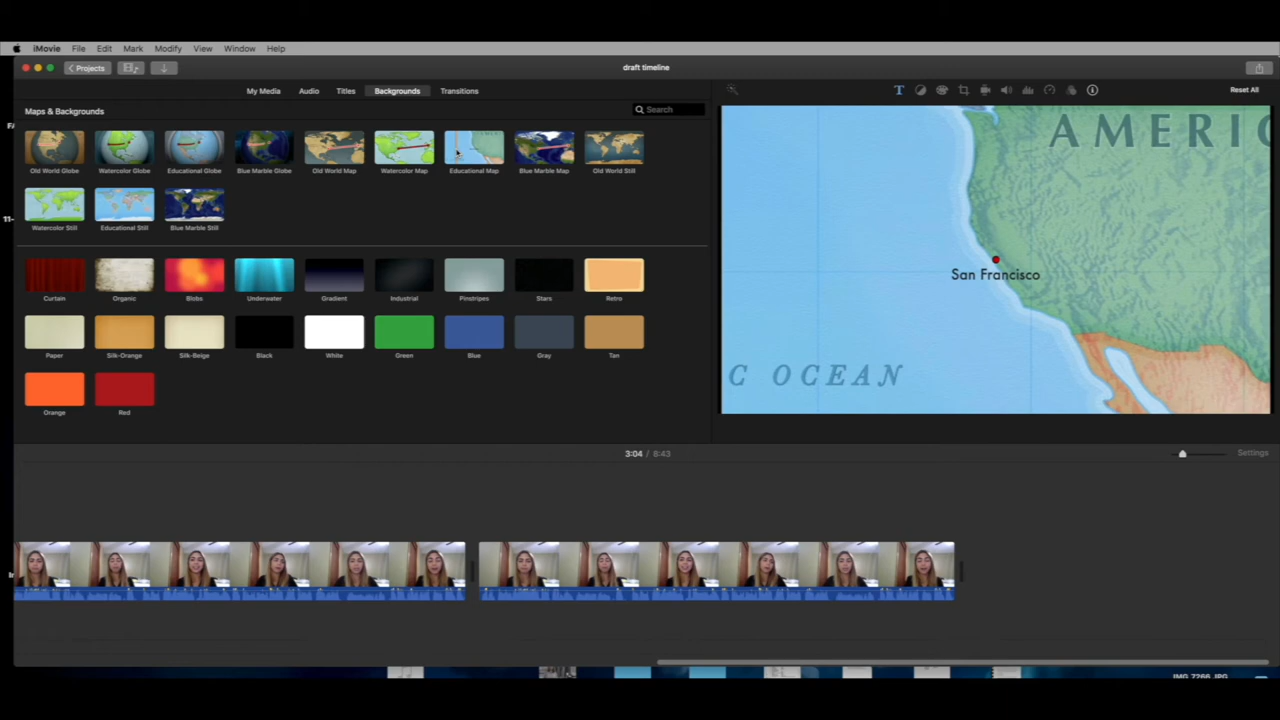 iMovie File Edit Mark Modify View Window Help
Projects
draft timeline
My Media Audio Titles Backgrounds Transitions
Reset All
Maps & Backgrounds
Search
Old World Globe Watercolor Globe Educational Globe Blue Marble Globe Old World Map Watercolor Map Educational Map Blue Marble Map Old World Still
Watercolor Still Educational Still Blue Marble Still
Curtain Organic Blobs Underwater Gradient Industrial Pinstripes Stars Retro
Paper Silk-Orange Silk-Beige Black White Green Blue Gray Tan
Orange Red
AMERIC
San Francisco
C OCEAN
3:04 / 8:43
Settings
FA
11-
IMG_7266.JPG